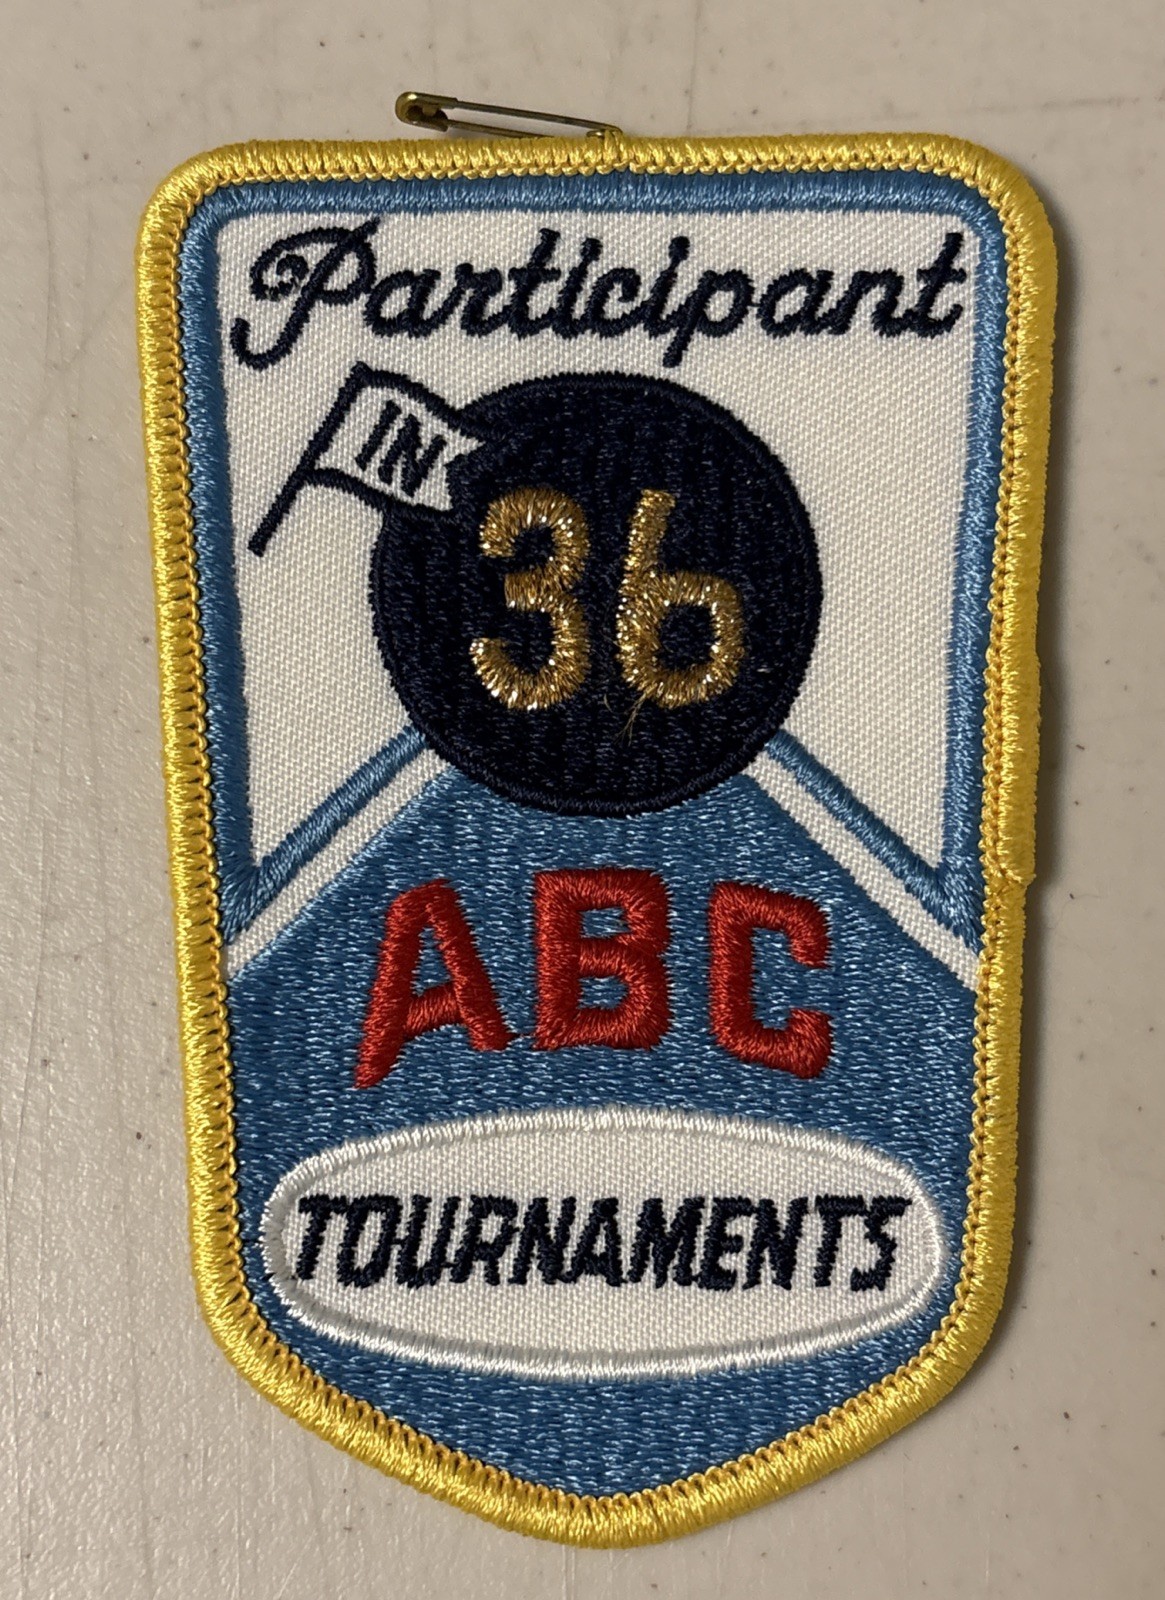 Participant
IN
36
ABC
TOURNAMENTS